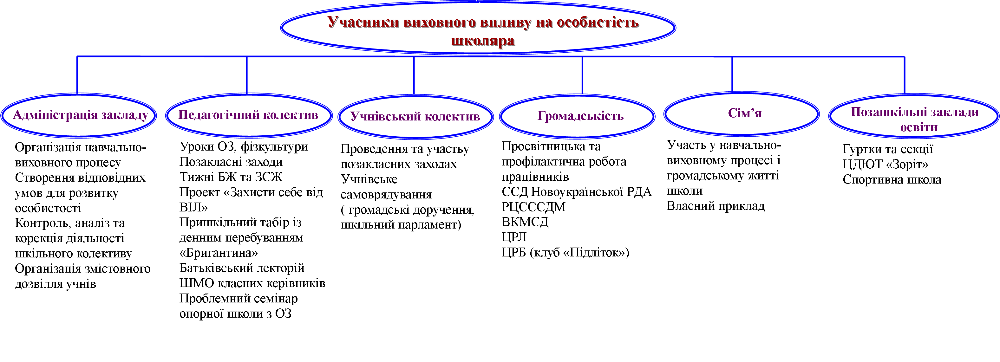 Учасники виховного впливу на особистість
школяра
Адміністрація закладу
Організація навчально-
виховного процесу
Створення відповідних
умов для розвитку
особистості
Контроль, аналіз та
корекція діяльності
шкільного колективу
Організація змістовного
дозвілля учнів
Педагогічний колектив
Уроки ОЗ, фізкультури
Позакласні заходи
Тижні БЖ та ЗСЖ
Проект «Захисти себе від
ВІЛ»
Пришкільний табір із
денним перебуванням
«Бригантина»
Батьківський лекторій
ШМО класних керівників
Проблемний семінар
опорної школи з ОЗ
Учнівський колектив
Проведення та участьу
позакласних заходах
Учнівське
самоврядування
( громадські доручення,
шкільний парламент)
Громадськість
Просвітницька та
профілактична робота
працівників
ССД Новоукраїнської РДА
РЦСССДМ
ВКМСД
ЦРЛ
ЦРБ (клуб «Підліток»)
Сім’я
Участь у навчально-
виховному процесі і
громадському житті
школи
Власний приклад
Позашкільні заклади
освіти
Гуртки та секції
ЦДЮТ «Зоріт»
Спортивна школа